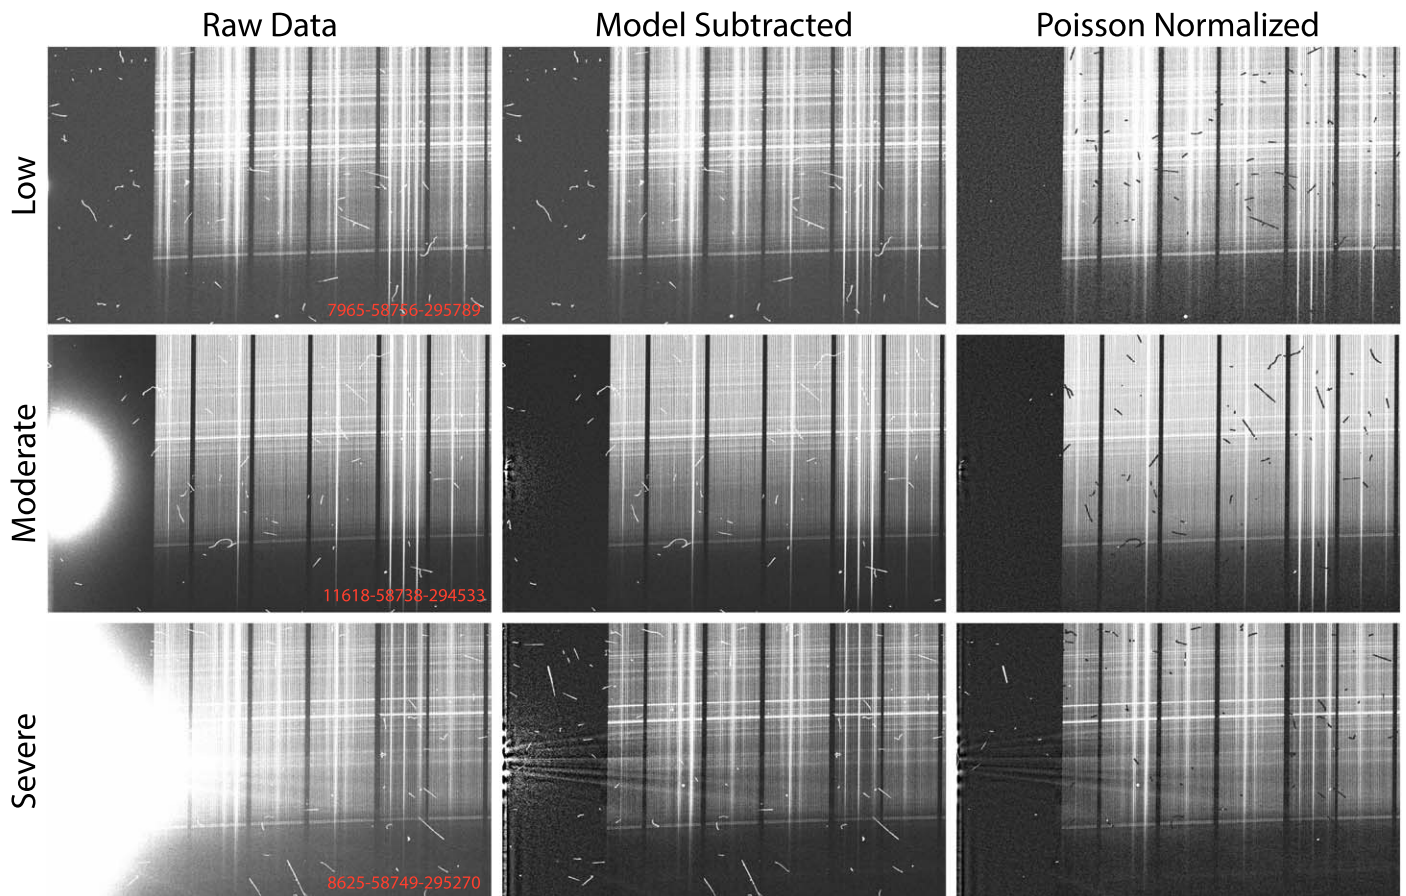 Raw Data
Model Subtracted
Poisson Normalized
Low
7965-58756-295789
Moderate
11618-58738-294533
Severe
8625-58749-295270